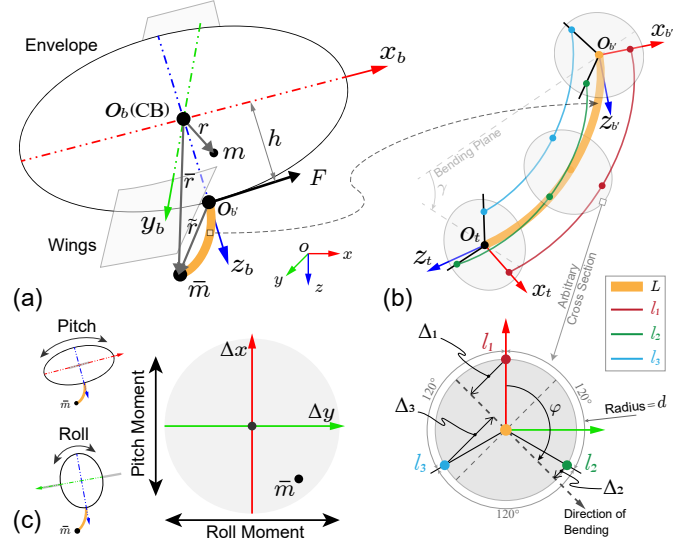 Envelope
x_b
O_b(CB)
r
m
h
r̄
F
y_b
r̃
O_b'
Wings
z_b
m̄
o
x
y
z
(a)
x_b'
O_b'
z_b'
Bending Plane
γ
O_t
z_t
x_t
(b)
Arbitrary
Cross Section
L
l_1
l_2
l_3
Pitch
m̄
Roll
m̄
(c)
Pitch Moment
Δx
Δy
m̄
Roll Moment
Δ_1
l_1
120°
120°
Δ_3
φ
Radius=d
l_3
l_2
Δ_2
120°
Direction of
Bending